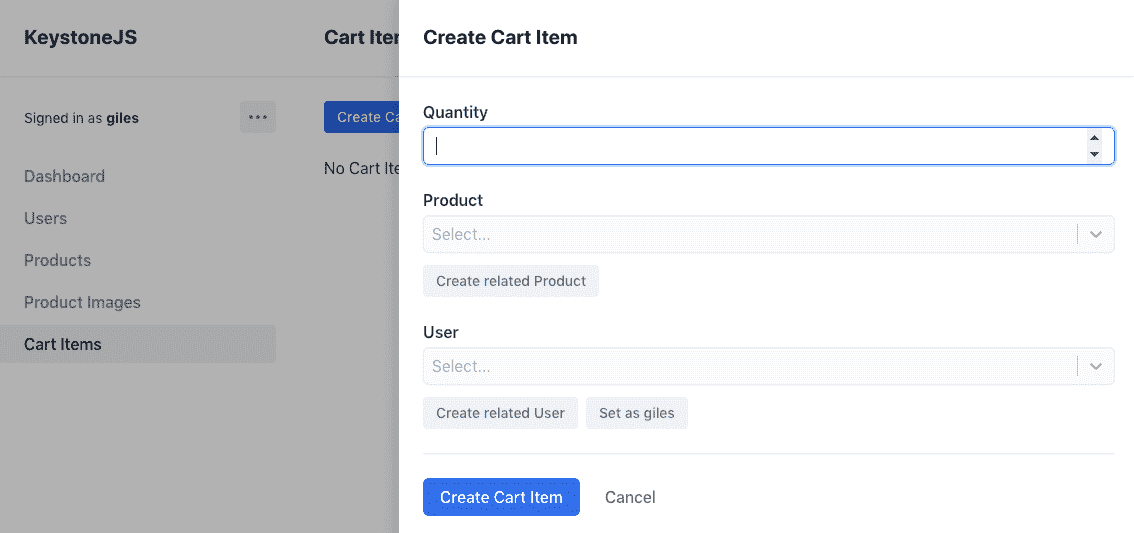 KeystoneJS
Signed in as giles
Dashboard
Users
Products
Product Images
Cart Items
Cart Iter
Create Ca
No Cart Ite
Create Cart Item
Quantity
Product
Select...
Create related Product
User
Select...
Create related User Set as giles
Create Cart Item Cancel